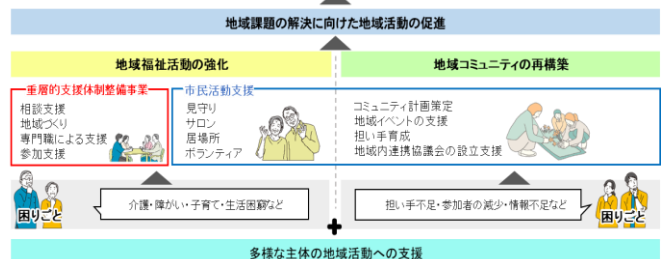 地域課題の解決に向けた地域活動の促進
地域福祉活動の強化
地域コミュニティの再構築
重層的支援体制整備事業
相談支援
地域づくり
専門職による支援
参加支援
市民活動支援
見守り
サロン
居場所
ボランティア
コミュニティ計画策定
地域イベントの支援
担い手育成
地域内連携協議会の設立支援
困りごと
介護・障がい・子育て・生活困窮など
担い手不足・参加者の減少・情報不足など
困りごと
多様な主体の地域活動への支援